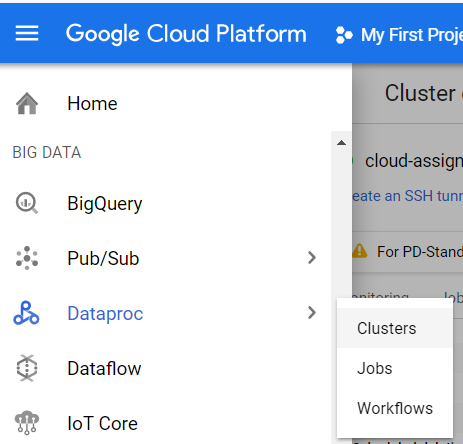 Google Cloud Platform
My First Proje
Home
Cluster
BIG DATA
cloud-assign
BigQuery
eate an SSH tunn
Pub/Sub
For PD-Stand
Dataproc
onitoring
Job
Clusters
Dataflow
Jobs
Workflows
IoT Core